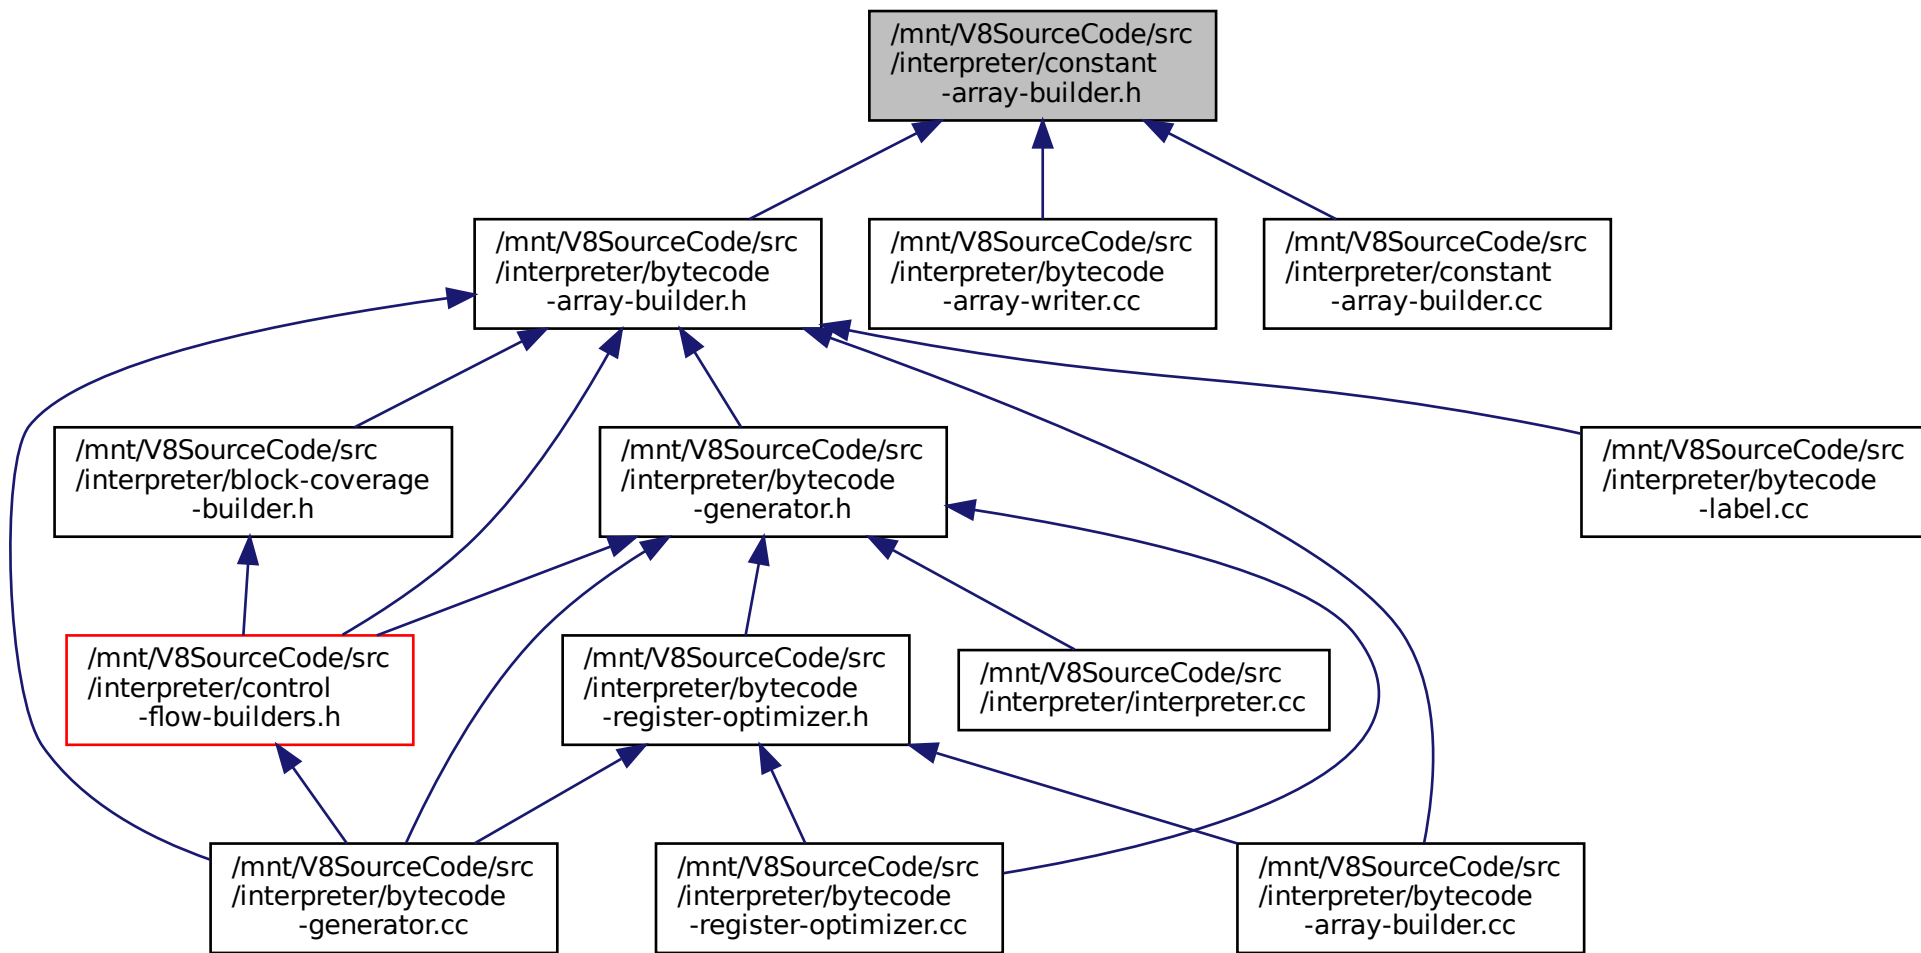 /mnt/V8SourceCode/src
/interpreter/constant
-array-builder.h
/mnt/V8SourceCode/src
/interpreter/bytecode
-array-builder.h
/mnt/V8SourceCode/src
/interpreter/bytecode
-array-writer.cc
/mnt/V8SourceCode/src
/interpreter/constant
-array-builder.cc
/mnt/V8SourceCode/src
/interpreter/block-coverage
-builder.h
/mnt/V8SourceCode/src
/interpreter/bytecode
-generator.h
/mnt/V8SourceCode/src
/interpreter/bytecode
-label.cc
/mnt/V8SourceCode/src
/interpreter/control
-flow-builders.h
/mnt/V8SourceCode/src
/interpreter/bytecode
-register-optimizer.h
/mnt/V8SourceCode/src
/interpreter/interpreter.cc
/mnt/V8SourceCode/src
/interpreter/bytecode
-generator.cc
/mnt/V8SourceCode/src
/interpreter/bytecode
-register-optimizer.cc
/mnt/V8SourceCode/src
/interpreter/bytecode
-array-builder.cc